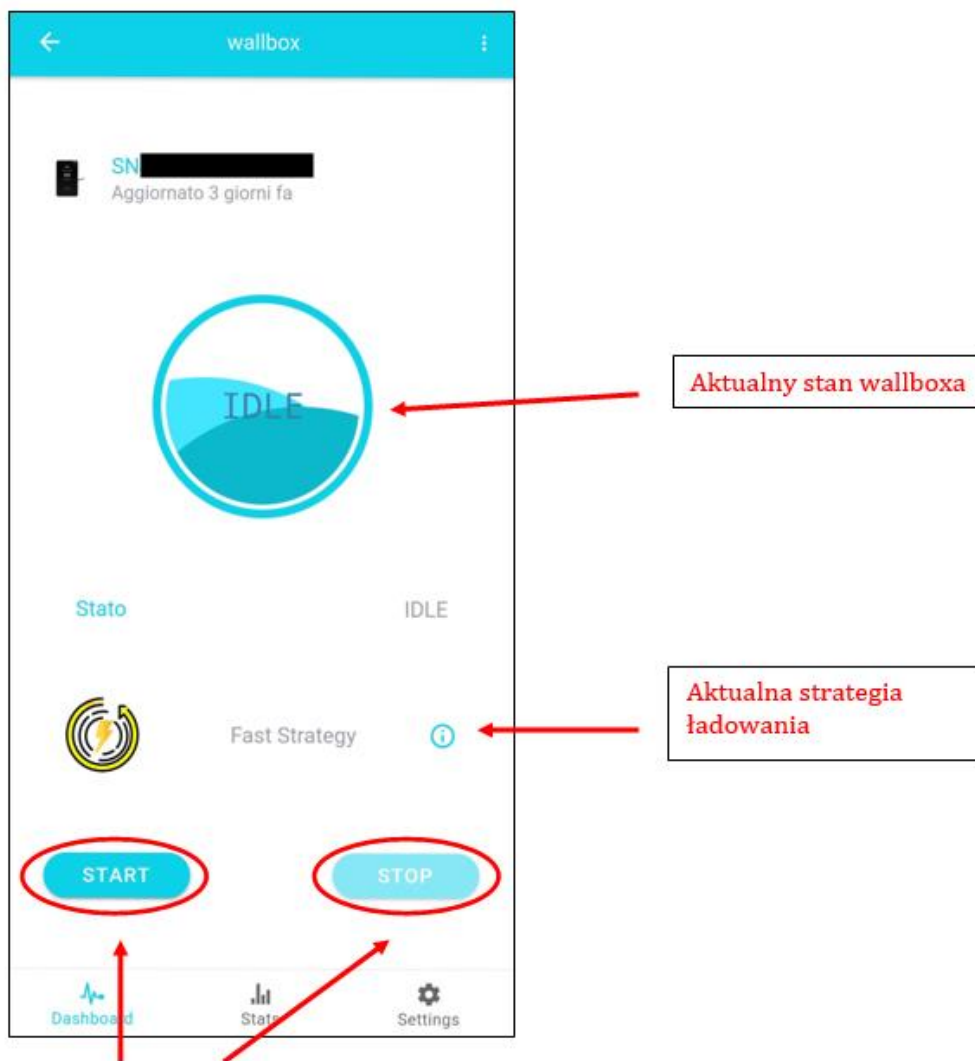 wallbox
SN
Aggiornato 3 giorni fa
IDLE
Aktualny stan wallboxa
Stato IDLE
Fast Strategy
Aktualna strategia
ładowania
START STOP
Dashboard Stats Settings